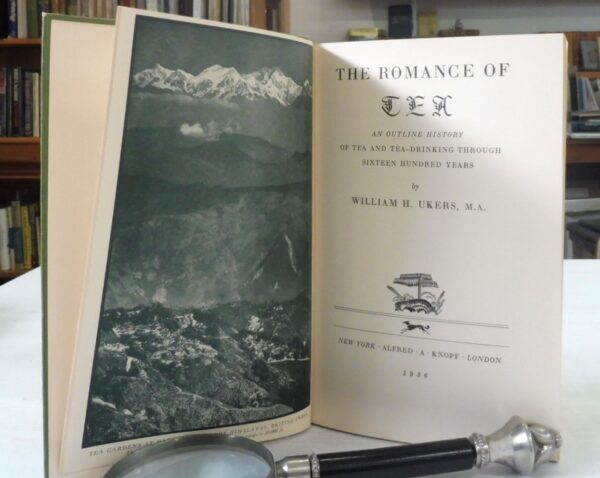 TEA GARDENS AT
HIMALAYAS, BRITISH INDIA
THE ROMANCE OF
TEA
AN OUTLINE HISTORY
OF TEA AND TEA-DRINKING THROUGH
SIXTEEN HUNDRED YEARS
by
WILLIAM H. UKERS, M.A.
NEW YORK · ALFRED · A · KNOPF · LONDON
1936